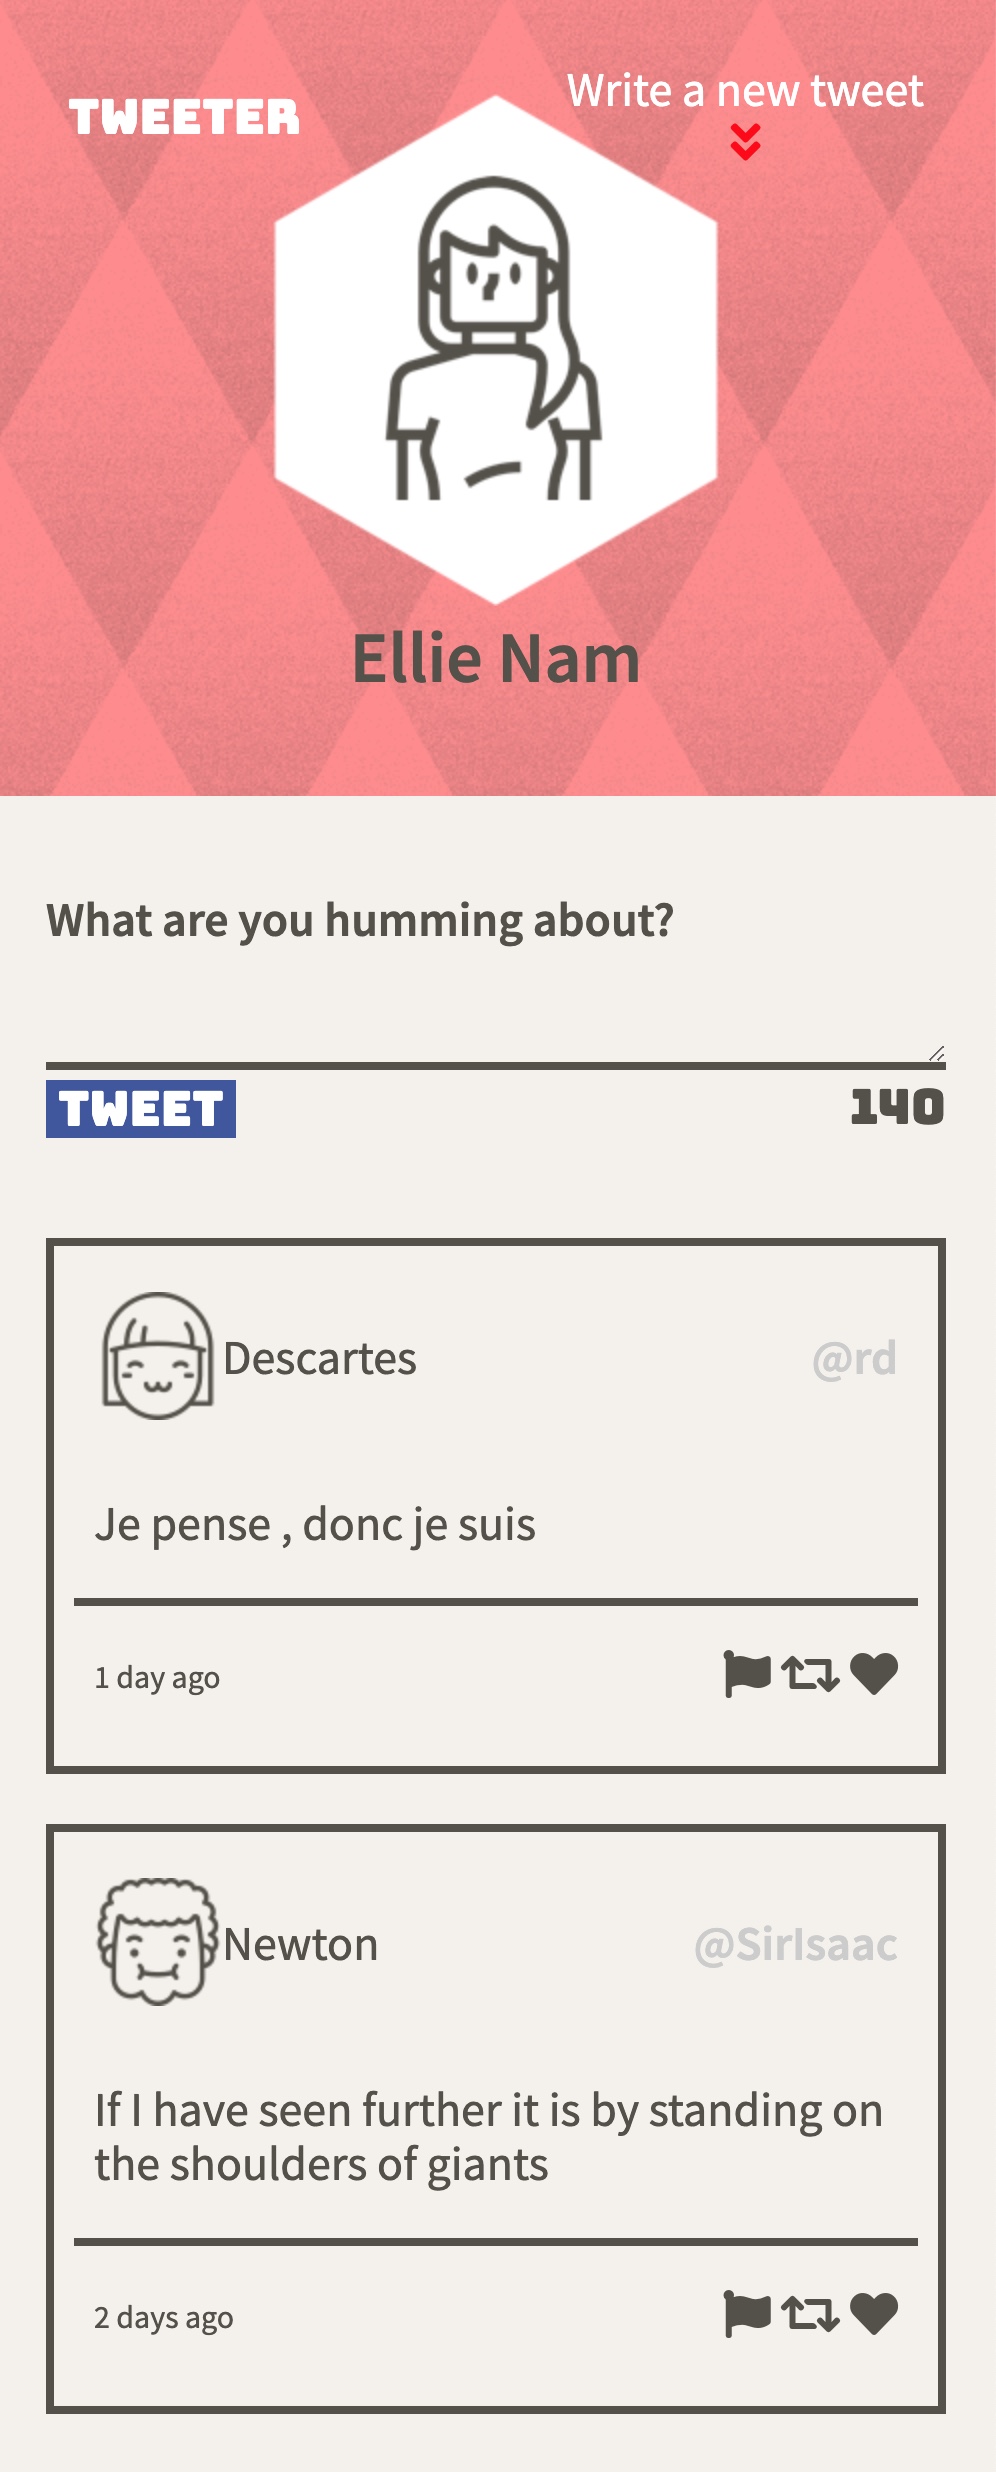 TWEETER
Write a new tweet
Ellie Nam
What are you humming about?
TWEET
140
Descartes
@rd
Je pense , donc je suis
1 day ago
Newton
@SirIsaac
If I have seen further it is by standing on
the shoulders of giants
2 days ago